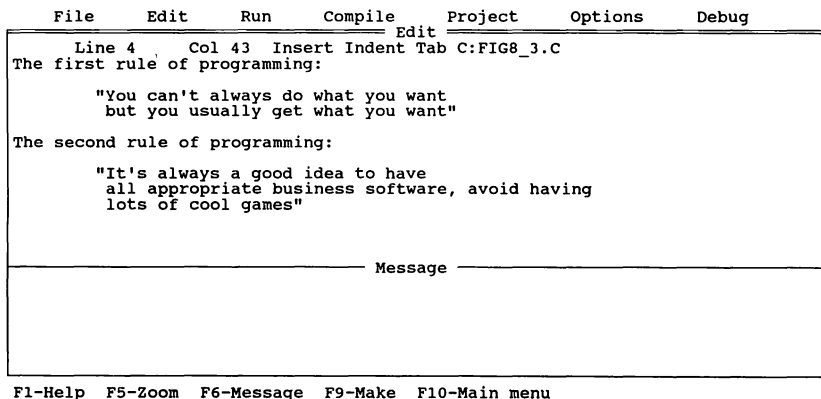 File Edit Run Compile Project Options Debug
Edit
Line 4 Col 43 Insert Indent Tab C:FIG8_3.C
The first rule of programming:
"You can't always do what you want
but you usually get what you want"
The second rule of programming:
"It's always a good idea to have
all appropriate business software, avoid having
lots of cool games"
Message
F1-Help F5-Zoom F6-Message F9-Make F10-Main menu